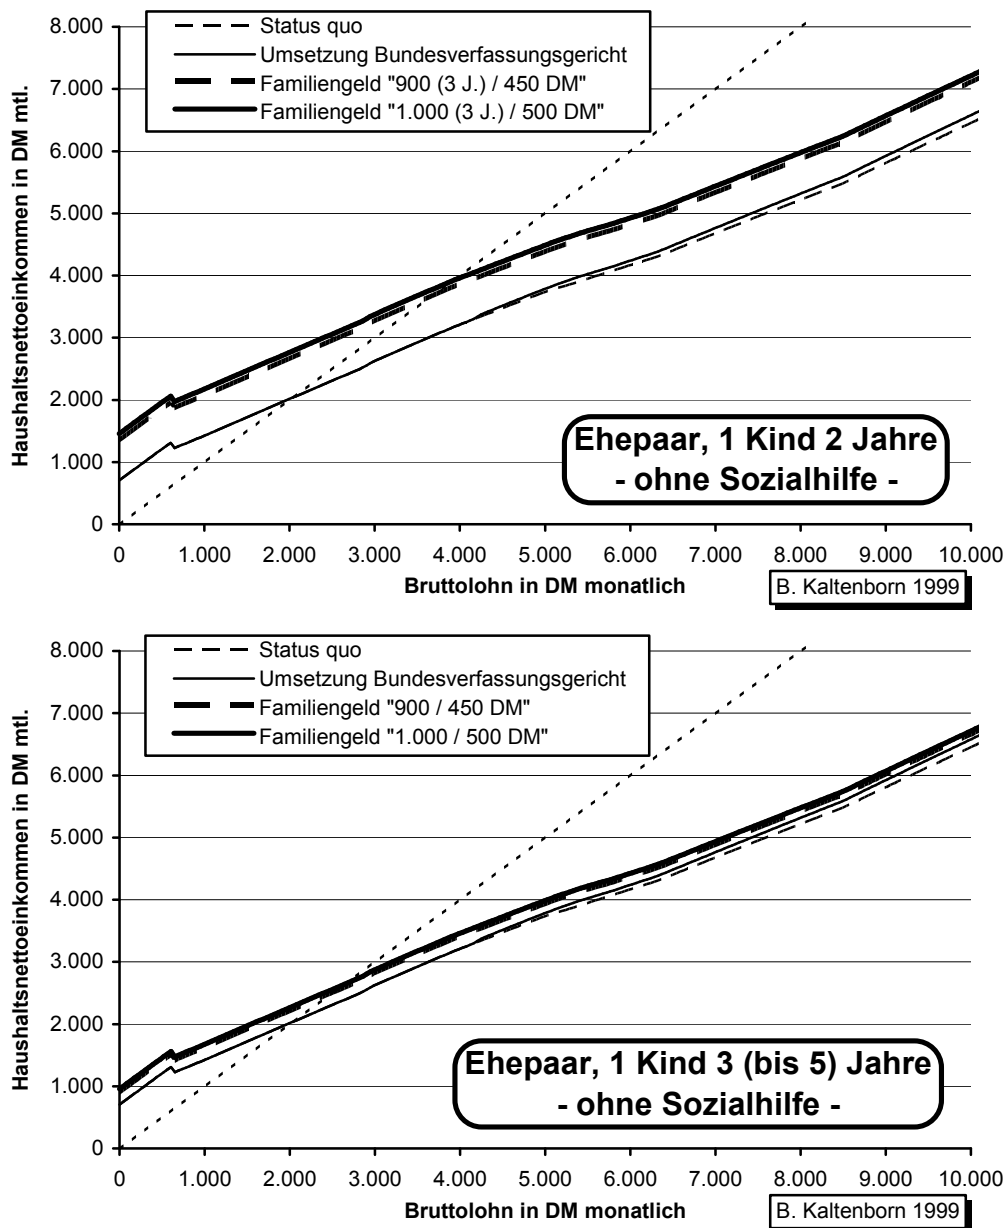 8.000
7.000
6.000
5.000
4.000
3.000
2.000
1.000
0
Haushaltsnettoeinkommen in DM mtl.
Status quo
Umsetzung Bundesverfassungsgericht
Familiengeld "900 (3 J.) / 450 DM"
Familiengeld "1.000 (3 J.) / 500 DM"
Ehepaar, 1 Kind 2 Jahre
- ohne Sozialhilfe -
0 1.000 2.000 3.000 4.000 5.000 6.000 7.000 8.000 9.000 10.000
Bruttolohn in DM monatlich
B. Kaltenborn 1999
8.000
7.000
6.000
5.000
4.000
3.000
2.000
1.000
0
Haushaltsnettoeinkommen in DM mtl.
Status quo
Umsetzung Bundesverfassungsgericht
Familiengeld "900 / 450 DM"
Familiengeld "1.000 / 500 DM"
Ehepaar, 1 Kind 3 (bis 5) Jahre
- ohne Sozialhilfe -
0 1.000 2.000 3.000 4.000 5.000 6.000 7.000 8.000 9.000 10.000
Bruttolohn in DM monatlich
B. Kaltenborn 1999